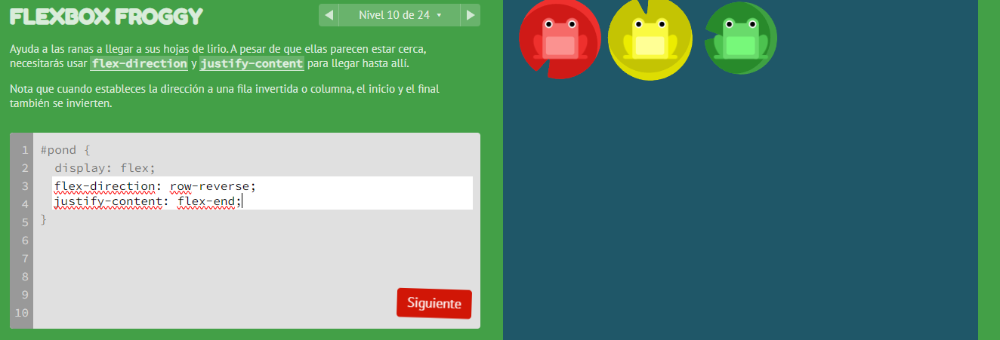 FLEXBOX FROGGY
Nivel 10 de 24
Ayuda a las ranas a llegar a sus hojas de lirio. A pesar de que ellas parecen estar cerca,
necesitarás usar flex-direction y justify-content para llegar hasta allí.
Nota que cuando estableces la dirección a una fila invertida o columna, el inicio y el final
también se invierten.
1 #pond {
2 display: flex;
3 flex-direction: row-reverse;
4 justify-content: flex-end;
5 }
6
7
8
9
10
Siguiente